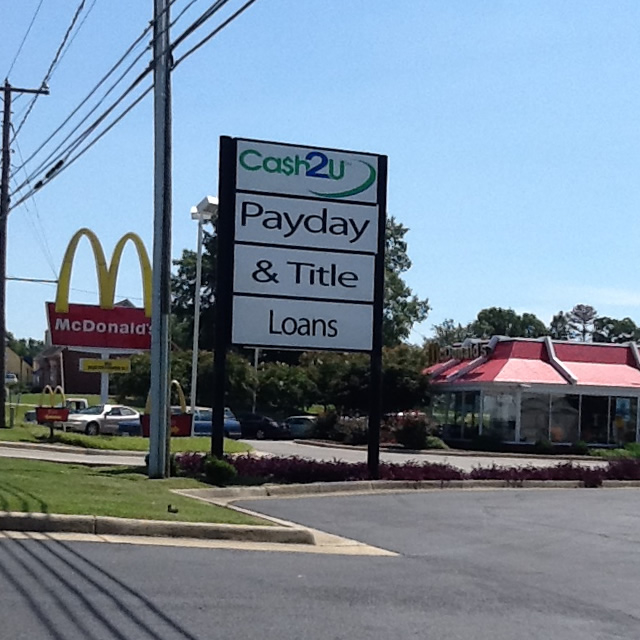 Cash2U
Payday
& Title
Loans
McDonald's